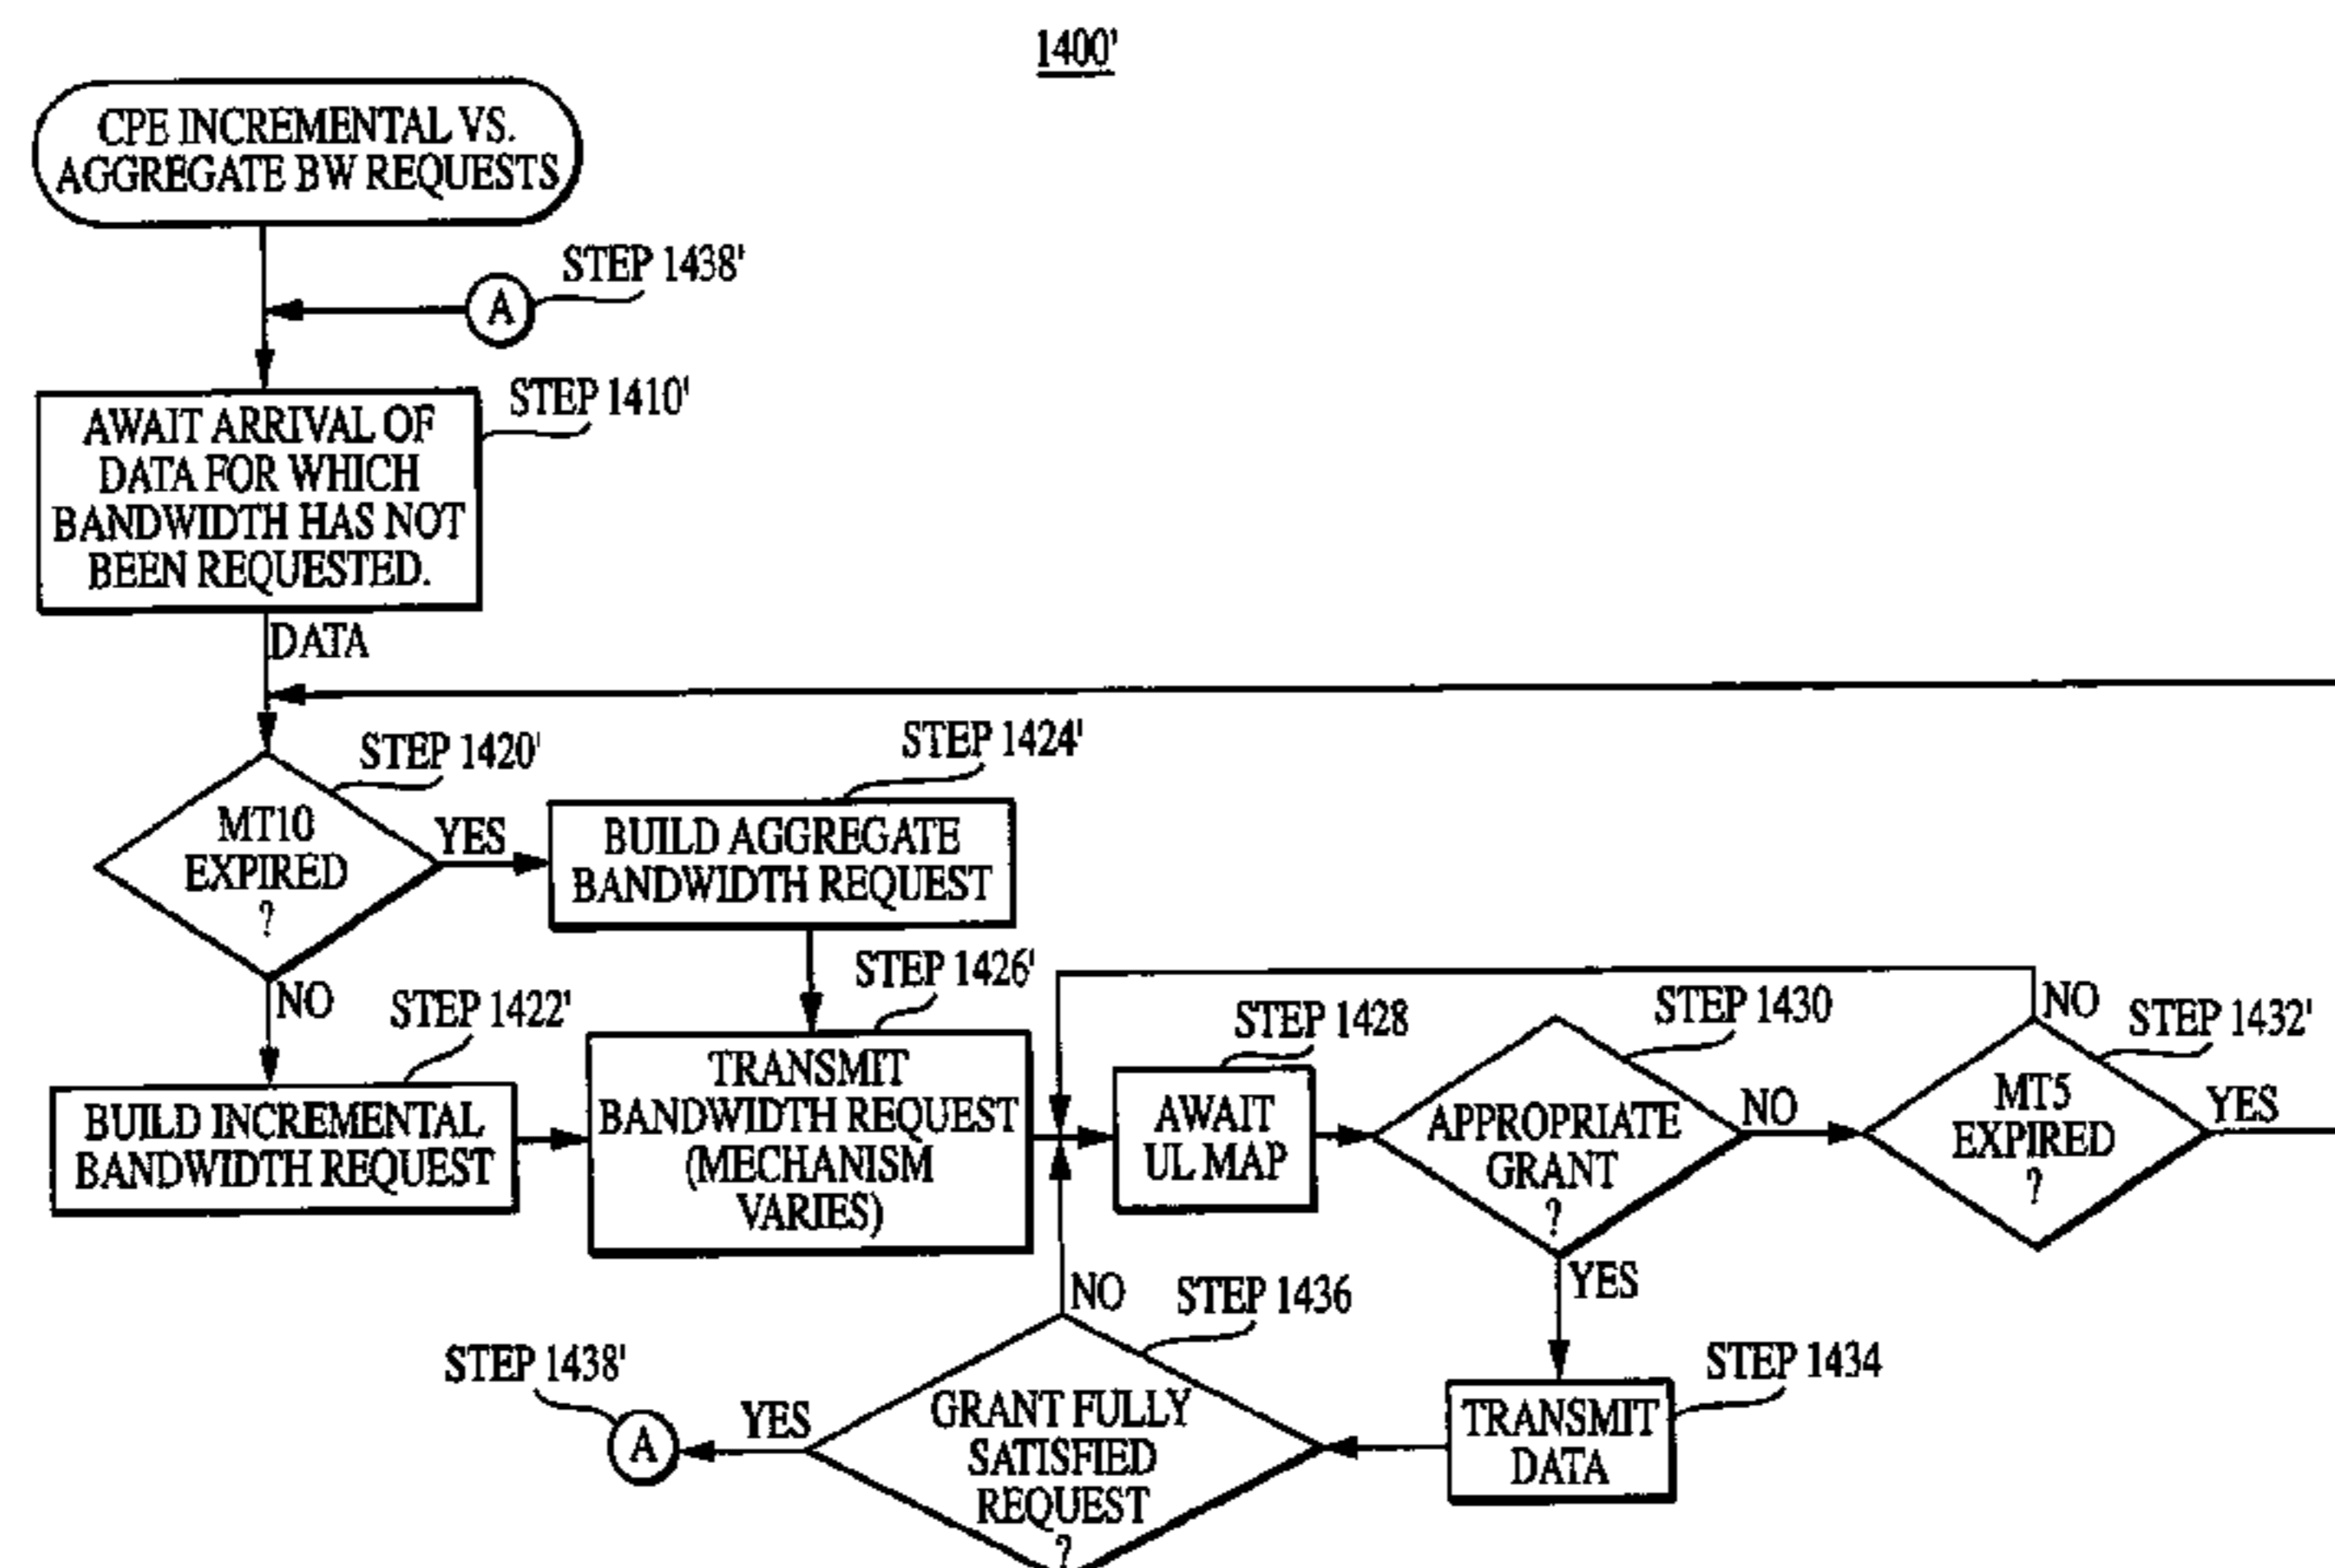 1400'
CPE INCREMENTAL VS.
AGGREGATE BW REQUESTS
STEP 1438'
A
STEP 1410'
AWAIT ARRIVAL OF
DATA FOR WHICH
BANDWIDTH HAS NOT
BEEN REQUESTED.
DATA
STEP 1420'
MT10
EXPIRED
?
YES
NO
STEP 1424'
BUILD AGGREGATE
BANDWIDTH REQUEST
STEP 1422'
BUILD INCREMENTAL
BANDWIDTH REQUEST
STEP 1426'
TRANSMIT
BANDWIDTH REQUEST
(MECHANISM
VARIES)
STEP 1428
AWAIT
UL MAP
STEP 1430
APPROPRIATE
GRANT
?
NO
YES
STEP 1432'
MT5
EXPIRED
?
NO
YES
STEP 1434
TRANSMIT
DATA
STEP 1436
GRANT FULLY
SATISFIED
REQUEST
?
NO
YES
STEP 1438'
A